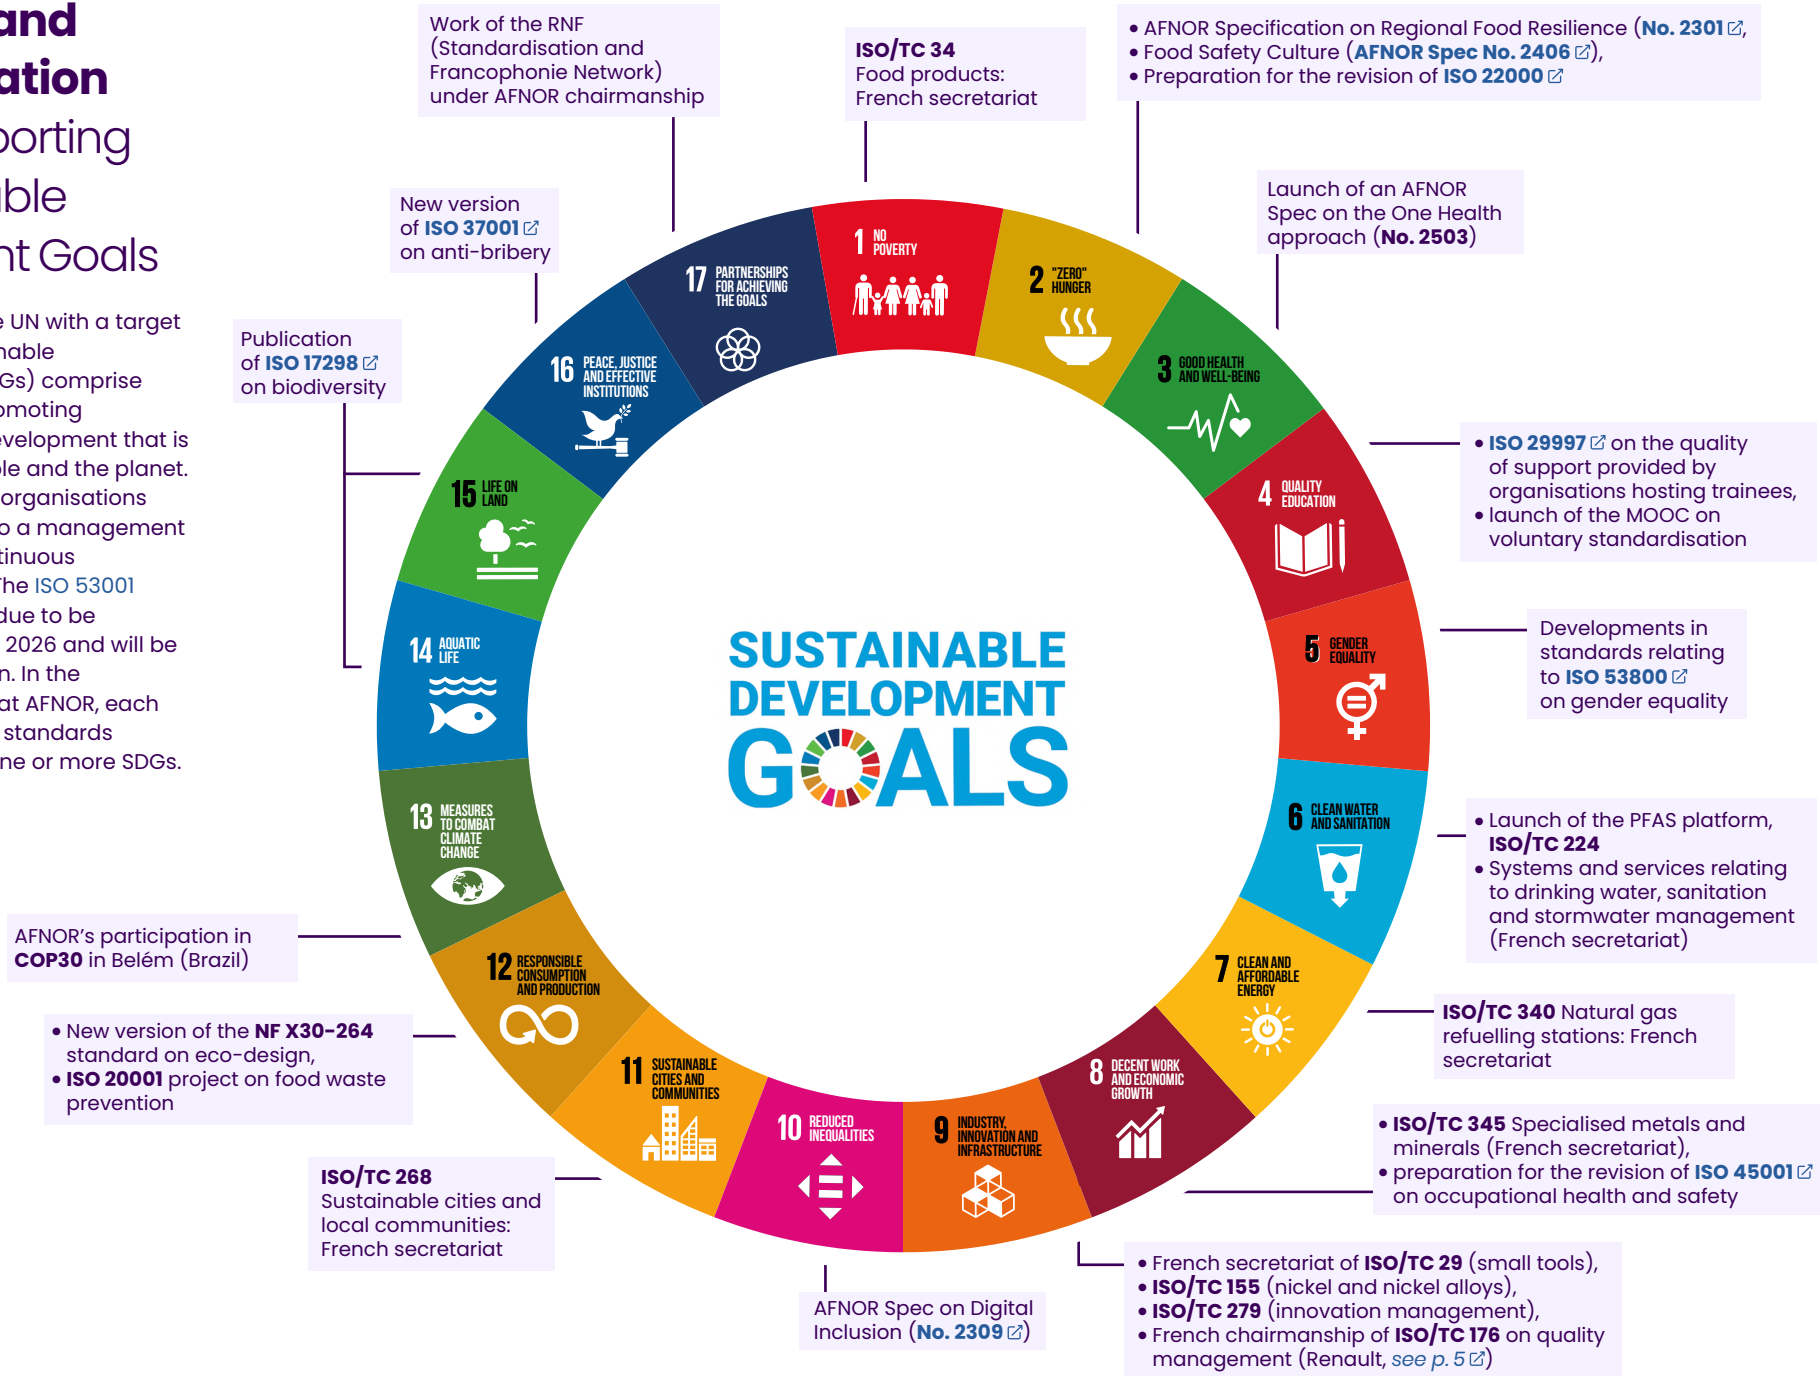 and
ation
porting
able
nt Goals
e UN with a target
nable
Gs) comprise
omoting
evelopment that is
ple and the planet.
organisations
o a management
tinuous
The ISO 53001
due to be
2026 and will be
n. In the
at AFNOR, each
standards
ne or more SDGs.
Work of the RNF
(Standardisation and
Francophonie Network)
under AFNOR chairmanship
ISO/TC 34
Food products:
French secretariat
• AFNOR Specification on Regional Food Resilience (No. 2301,
• Food Safety Culture (AFNOR Spec No. 2406),
• Preparation for the revision of ISO 22000
Launch of an AFNOR
Spec on the One Health
approach (No. 2503)
• ISO 29997 on the quality
of support provided by
organisations hosting trainees,
• launch of the MOOC on
voluntary standardisation
Developments in
standards relating
to ISO 53800
on gender equality
• Launch of the PFAS platform,
ISO/TC 224
• Systems and services relating
to drinking water, sanitation
and stormwater management
(French secretariat)
ISO/TC 340 Natural gas
refuelling stations: French
secretariat
• ISO/TC 345 Specialised metals and
minerals (French secretariat),
• preparation for the revision of ISO 45001
on occupational health and safety
• French secretariat of ISO/TC 29 (small tools),
• ISO/TC 155 (nickel and nickel alloys),
• ISO/TC 279 (innovation management),
• French chairmanship of ISO/TC 176 on quality
management (Renault, see p. 5)
AFNOR Spec on Digital
Inclusion (No. 2309)
ISO/TC 268
Sustainable cities and
local communities:
French secretariat
• New version of the NF X30-264
standard on eco-design,
• ISO 20001 project on food waste
prevention
AFNOR's participation in
COP30 in Belém (Brazil)
Publication
of ISO 17298
on biodiversity
New version
of ISO 37001
on anti-bribery
1 NO
POVERTY
2 "ZERO"
HUNGER
3 GOOD HEALTH
AND WELL-BEING
4 QUALITY
EDUCATION
5 GENDER
EQUALITY
6 CLEAN WATER
AND SANITATION
7 CLEAN AND
AFFORDABLE
ENERGY
8 DECENT WORK
AND ECONOMIC
GROWTH
9 INDUSTRY,
INNOVATION AND
INFRASTRUCTURE
10 REDUCED
INEQUALITIES
11 SUSTAINABLE
CITIES AND
COMMUNITIES
12 RESPONSIBLE
CONSUMPTION
AND PRODUCTION
13 MEASURES
TO COMBAT
CLIMATE
CHANGE
14 AQUATIC
LIFE
15 LIFE ON
LAND
16 PEACE, JUSTICE
AND EFFECTIVE
INSTITUTIONS
17 PARTNERSHIPS
FOR ACHIEVING
THE GOALS
SUSTAINABLE
DEVELOPMENT
GOALS